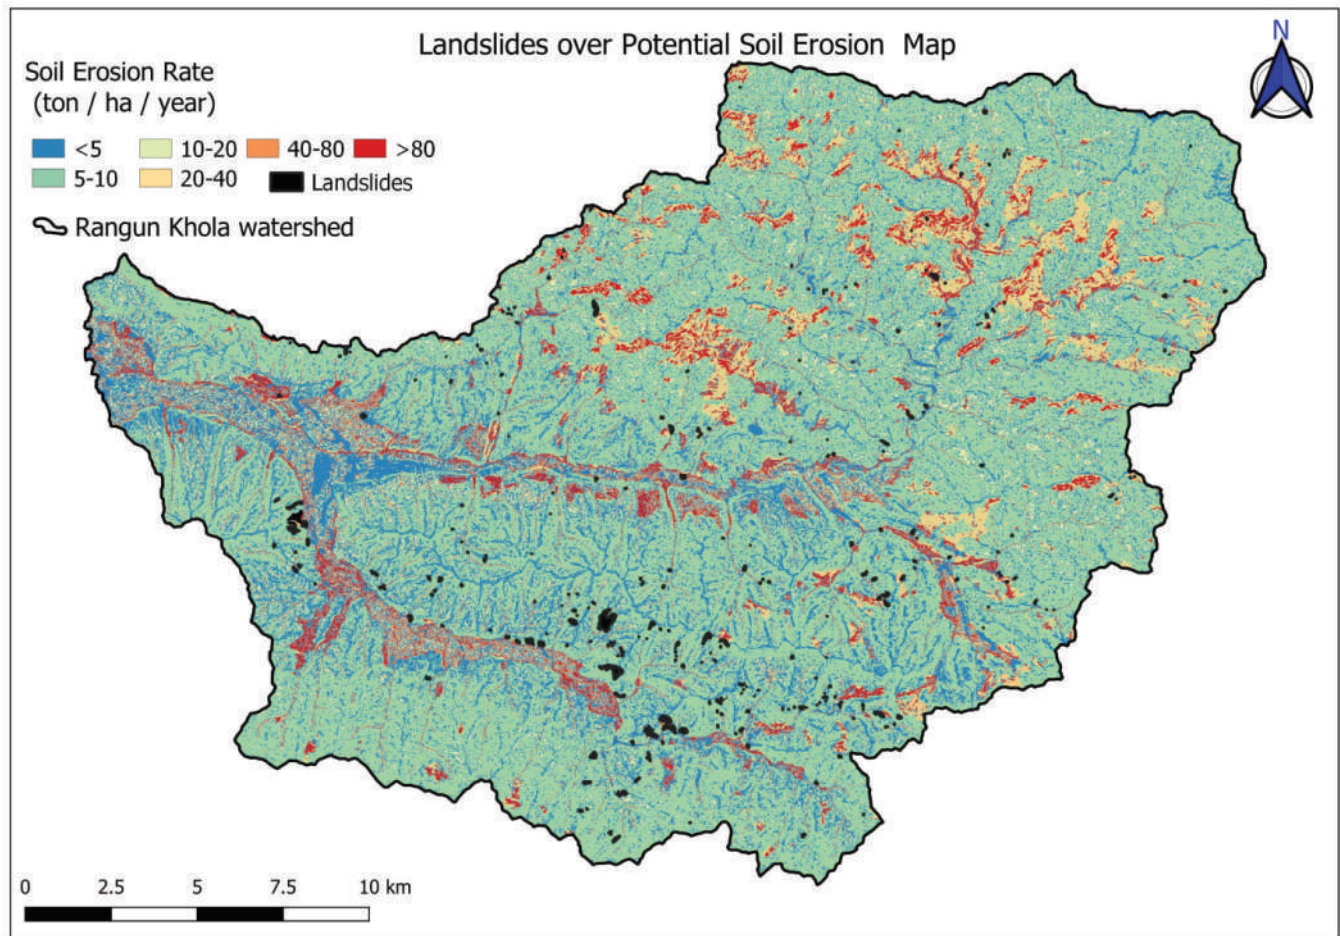 Landslides over Potential Soil Erosion Map
N
Soil Erosion Rate
(ton / ha / year)
<5 10-20 40-80 >80
5-10 20-40 Landslides
Rangun Khola watershed
0 2.5 5 7.5 10 km